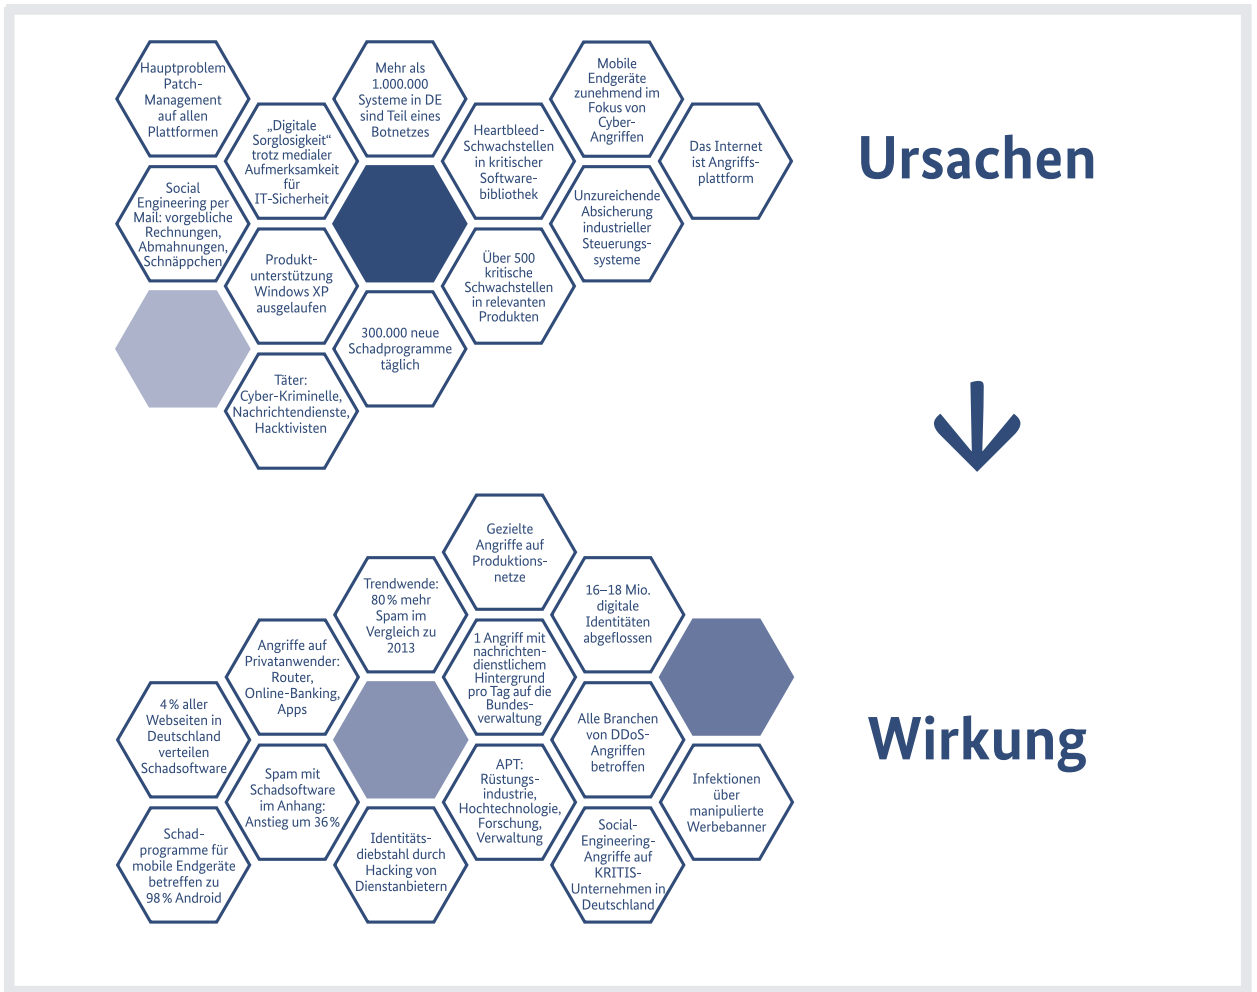 Hauptproblem
Patch-
Management
auf allen
Plattformen
„Digitale
Sorglosigkeit“
trotz medialer
Aufmerksamkeit
für
IT-Sicherheit
Mehr als
1.000.000
Systeme in DE
sind Teil eines
Botnetzes
Heartbleed-
Schwachstellen
in kritischer
Software-
bibliothek
Mobile
Endgeräte
zunehmend im
Fokus von
Cyber-
Angriffen
Das Internet
ist Angriffs-
plattform
Ursachen
Social
Engineering per
Mail: vorgebliche
Rechnungen,
Abmahnungen,
Schnäppchen
Produkt-
unterstützung
Windows XP
ausgelaufen
Über 500
kritische
Schwachstellen
in relevanten
Produkten
Unzureichende
Absicherung
industrieller
Steuerungs-
systeme
300.000 neue
Schadprogramme
täglich
Täter:
Cyber-Kriminelle,
Nachrichtendienste,
Hacktivisten
Gezielte
Angriffe auf
Produktions-
netze
Trendwende:
80 % mehr
Spam im
Vergleich zu
2013
16–18 Mio.
digitale
Identitäten
abgeflossen
Angriffe auf
Privatanwender:
Router,
Online-Banking,
Apps
1 Angriff mit
nachrichten-
dienstlichem
Hintergrund
pro Tag auf die
Bundes-
verwaltung
4 % aller
Webseiten in
Deutschland
verteilen
Schadsoftware
Alle Branchen
von DDoS-
Angriffen
betroffen
Wirkung
Spam mit
Schadsoftware
im Anhang:
Anstieg um 36 %
APT:
Rüstungs-
industrie,
Hochtechnologie,
Forschung,
Verwaltung
Infektionen
über
manipulierte
Werbebanner
Schad-
programme für
mobile Endgeräte
betreffen zu
98 % Android
Identitäts-
diebstahl durch
Hacking von
Dienstanbietern
Social-
Engineering-
Angriffe auf
KRITIS-
Unternehmen in
Deutschland